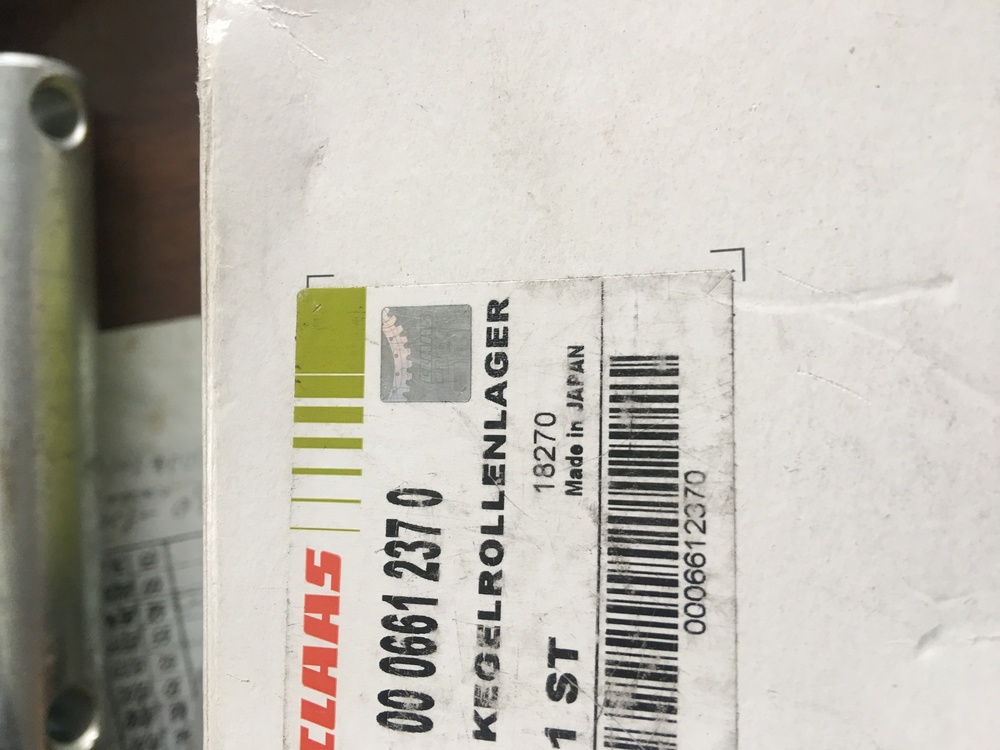 CLAAS
00 0661 237 0
KEGELROLLENLAGER
18270
1 ST
Made in JAPAN
0006612370